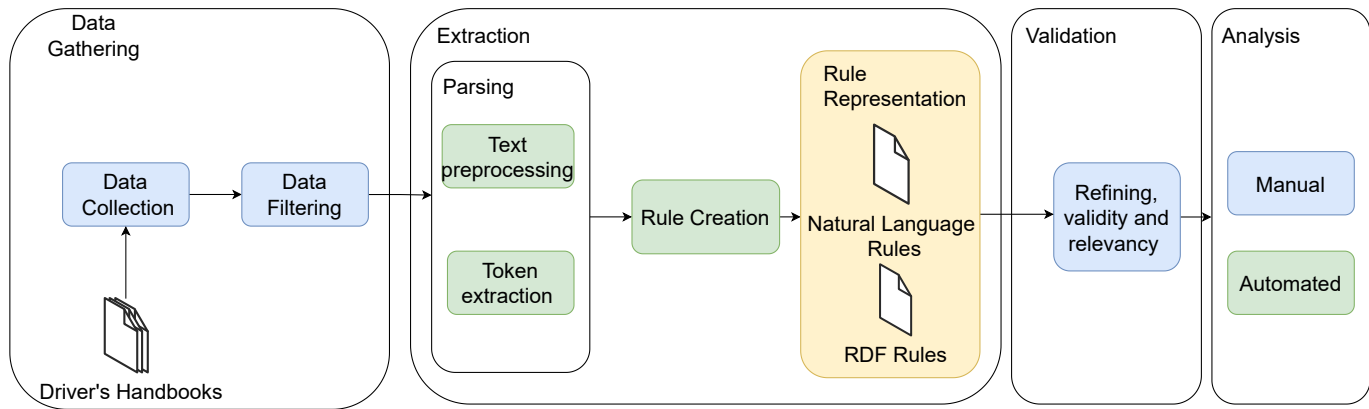 Data
Gathering
Data
Collection
Data
Filtering
Driver's Handbooks
Extraction
Parsing
Text
preprocessing
Token
extraction
Rule Creation
Rule
Representation
Natural Language
Rules
RDF Rules
Validation
Refining,
validity and
relevancy
Analysis
Manual
Automated